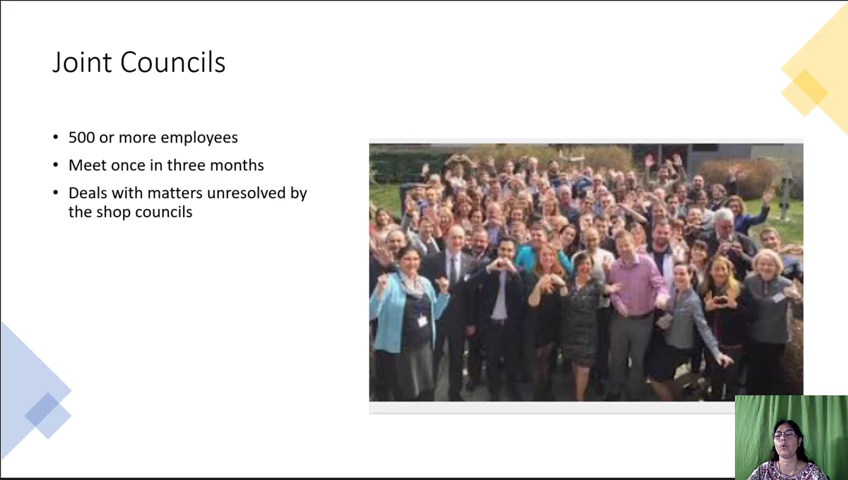 Joint Councils
• 500 or more employees
• Meet once in three months
• Deals with matters unresolved by
the shop councils